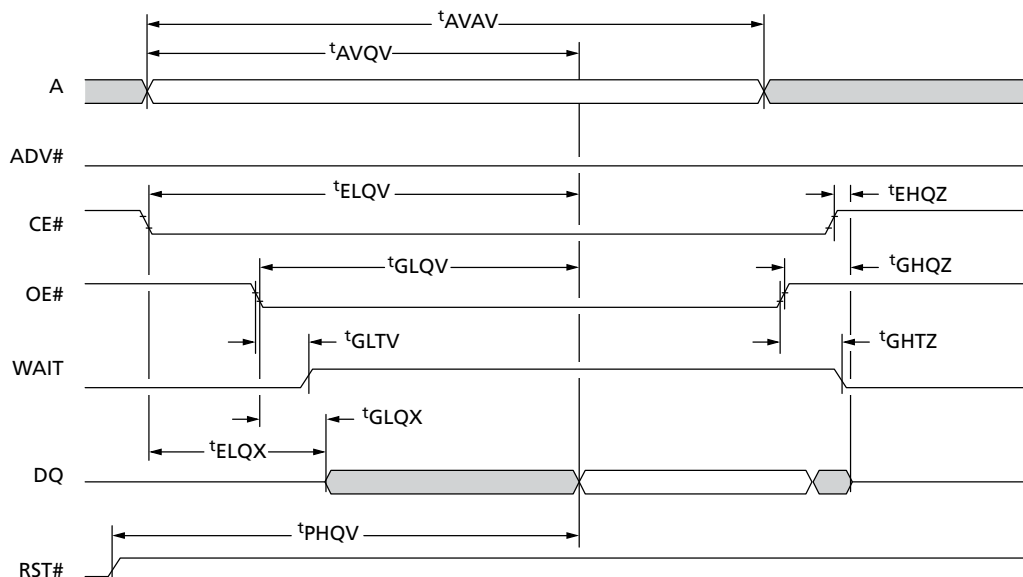 tAVAV
tAVQV
A
ADV#
tELQV
tEHQZ
CE#
tGLQV
tGHQZ
OE#
tGLTV
tGHTZ
WAIT
tGLQX
tELQX
DQ
tPHQV
RST#